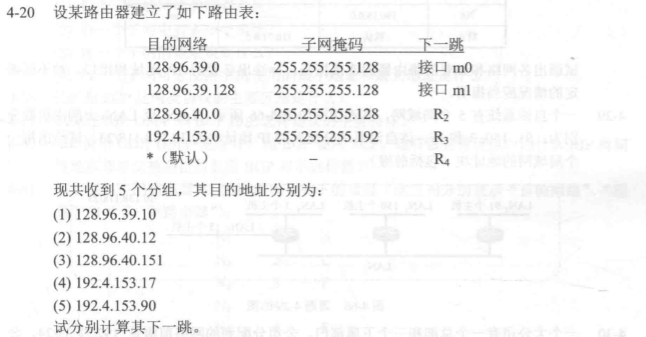 4-20 设某路由器建立了如下路由表：
目的网络 子网掩码 下一跳
128.96.39.0 255.255.255.128 接口 m0
128.96.39.128 255.255.255.128 接口 m1
128.96.40.0 255.255.255.128 R2
192.4.153.0 255.255.255.192 R3
*（默认） – R4
现共收到 5 个分组，其目的地址分别为：
(1) 128.96.39.10
(2) 128.96.40.12
(3) 128.96.40.151
(4) 192.4.153.17
(5) 192.4.153.90
试分别计算其下一跳。